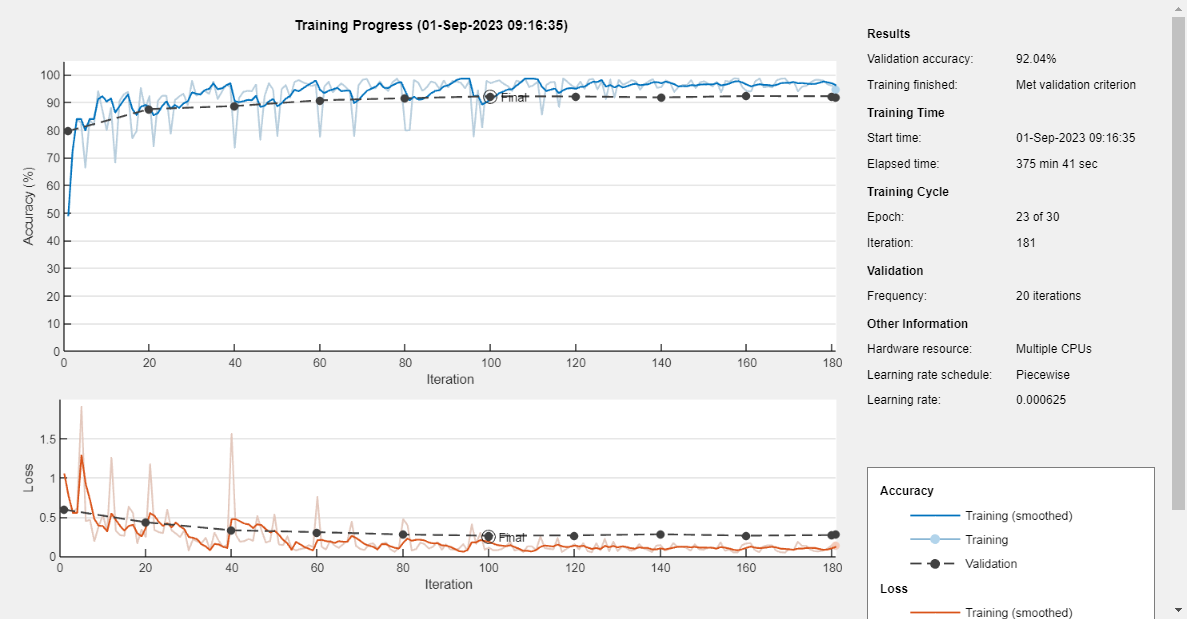 Training Progress (01-Sep-2023 09:16:35)
Accuracy (%)
100
90
80
70
60
50
40
30
20
10
0
Final
0 20 40 60 80 100 120 140 160 180
Iteration
Loss
1.5
1
0.5
0
Final
0 20 40 60 80 100 120 140 160 180
Iteration
Results
Validation accuracy: 92.04%
Training finished: Met validation criterion
Training Time
Start time: 01-Sep-2023 09:16:35
Elapsed time: 375 min 41 sec
Training Cycle
Epoch: 23 of 30
Iteration: 181
Validation
Frequency: 20 iterations
Other Information
Hardware resource: Multiple CPUs
Learning rate schedule: Piecewise
Learning rate: 0.000625
Accuracy
Training (smoothed)
Training
Validation
Loss
Training (smoothed)